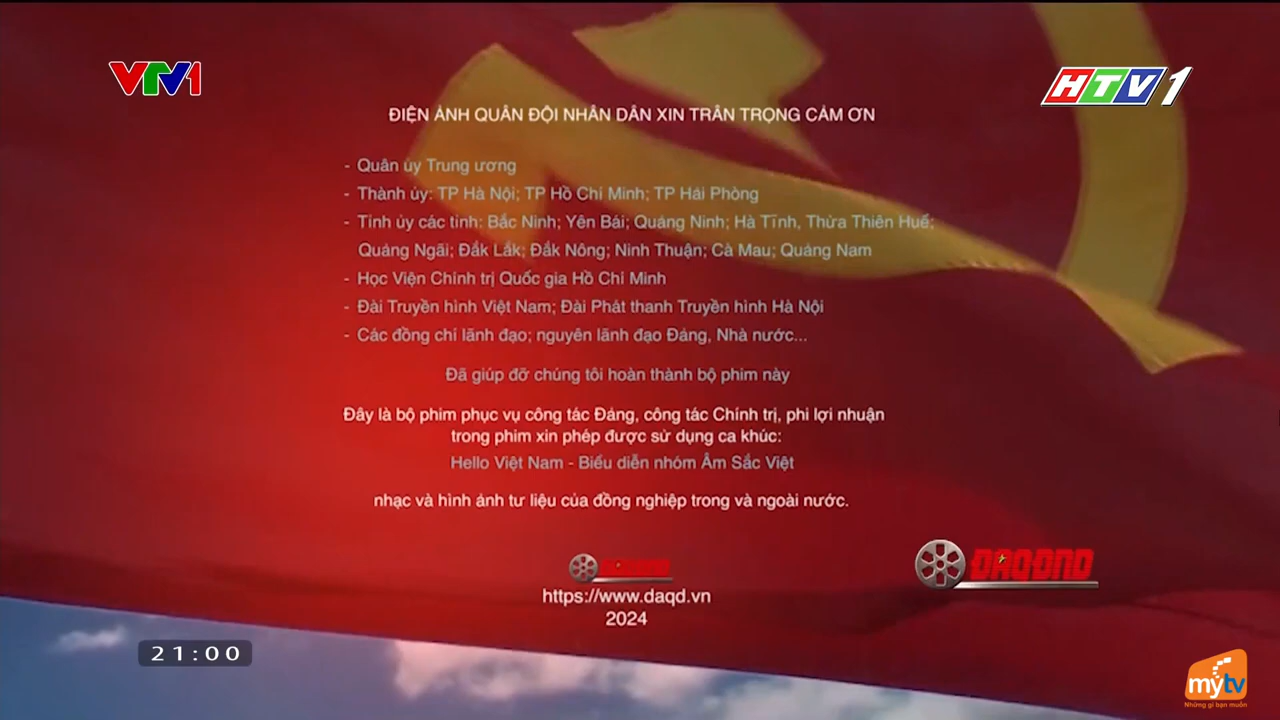 VTV1
HTV1
ĐIỆN ẢNH QUÂN ĐỘI NHÂN DÂN XIN TRÂN TRỌNG CẢM ƠN
- Quân ủy Trung ương
- Thành ủy: TP Hà Nội; TP Hồ Chí Minh; TP Hải Phòng
- Tỉnh ủy các tỉnh: Bắc Ninh; Yên Bái; Quảng Ninh; Hà Tĩnh, Thừa Thiên Huế;
Quảng Ngãi; Đắk Lắk; Đắk Nông; Ninh Thuận; Cà Mau; Quảng Nam
- Học Viện Chính trị Quốc gia Hồ Chí Minh
- Đài Truyền hình Việt Nam; Đài Phát thanh Truyền hình Hà Nội
- Các đồng chí lãnh đạo; nguyên lãnh đạo Đảng, Nhà nước...
Đã giúp đỡ chúng tôi hoàn thành bộ phim này
Đây là bộ phim phục vụ công tác Đảng, công tác Chính trị, phi lợi nhuận
trong phim xin phép được sử dụng ca khúc:
Hello Việt Nam - Biểu diễn nhóm Âm Sắc Việt
nhạc và hình ảnh tư liệu của đồng nghiệp trong và ngoài nước.
ĐAQĐND
https://www.daqd.vn
2024
21:00
mytv
Những gì bạn muốn